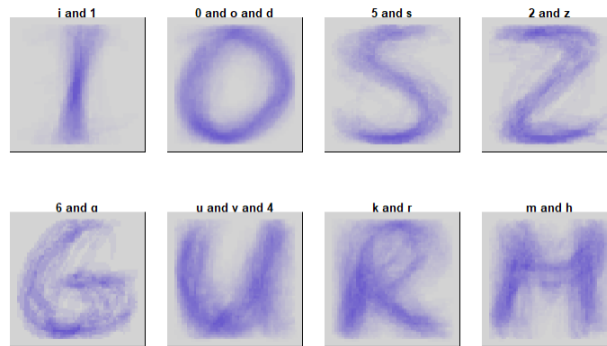 i and 1 0 and o and d 5 and s 2 and z
I O S Z
6 and g u and v and 4 k and r m and h
G U R H